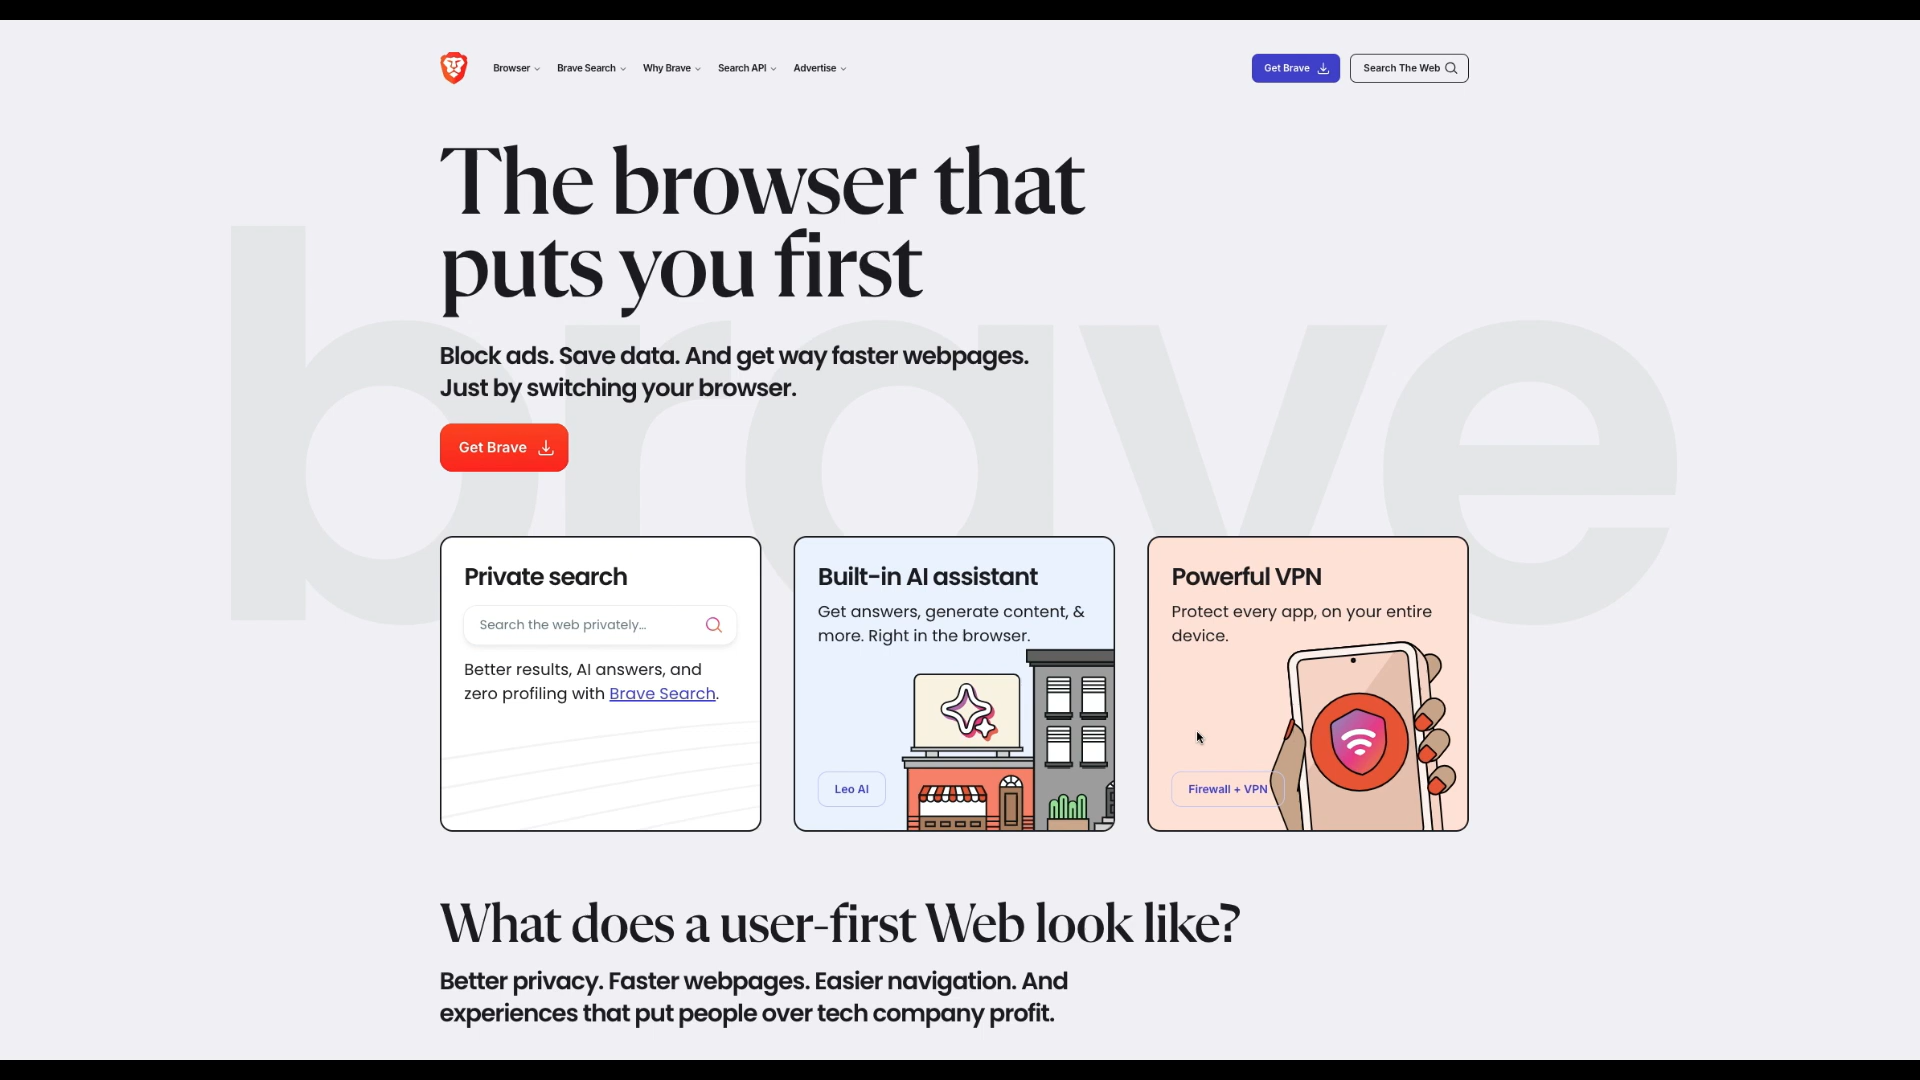 Browser
Brave Search
Why Brave
Search API
Advertise
Get Brave
Search The Web
The browser that
puts you first
brave
Block ads. Save data. And get way faster webpages.
Just by switching your browser.
Get Brave
Private search
Search the web privately...
Better results, AI answers, and
zero profiling with Brave Search.
Built-in AI assistant
Get answers, generate content, &
more. Right in the browser.
Leo AI
Powerful VPN
Protect every app, on your entire
device.
Firewall + VPN
What does a user-first Web look like?
Better privacy. Faster webpages. Easier navigation. And
experiences that put people over tech company profit.